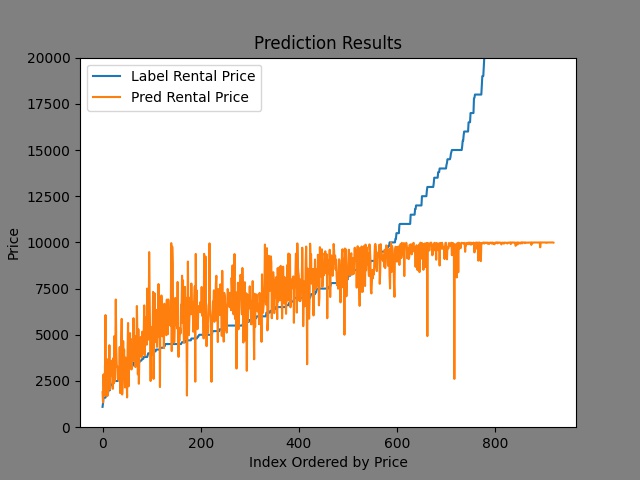 Prediction Results
Label Rental Price
Pred Rental Price
20000
17500
15000
12500
10000
7500
5000
2500
0
Price
0 200 400 600 800
Index Ordered by Price